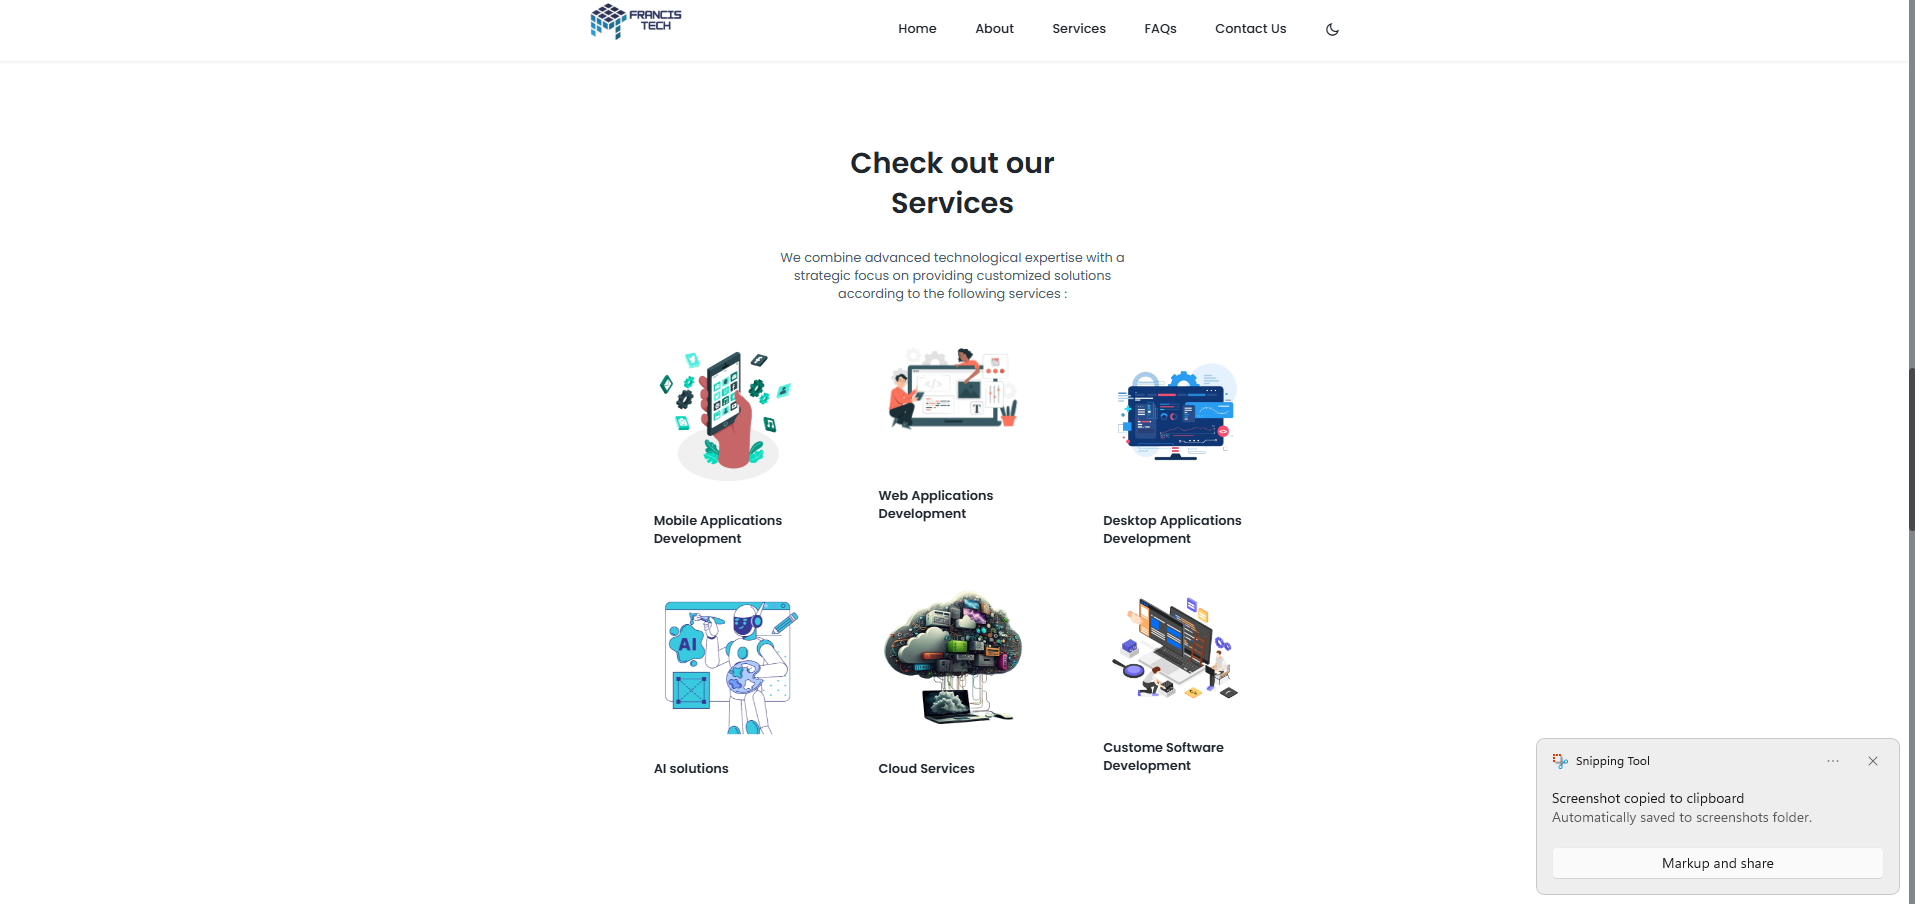 FRANCIS
TECH
Home
About
Services
FAQs
Contact Us
Check out our
Services
We combine advanced technological expertise with a
strategic focus on providing customized solutions
according to the following services :
T
Mobile Applications
Development
Web Applications
Development
Desktop Applications
Development
AI
AI solutions
Cloud Services
Custome Software
Development
Snipping Tool
Screenshot copied to clipboard
Automatically saved to screenshots folder.
Markup and share